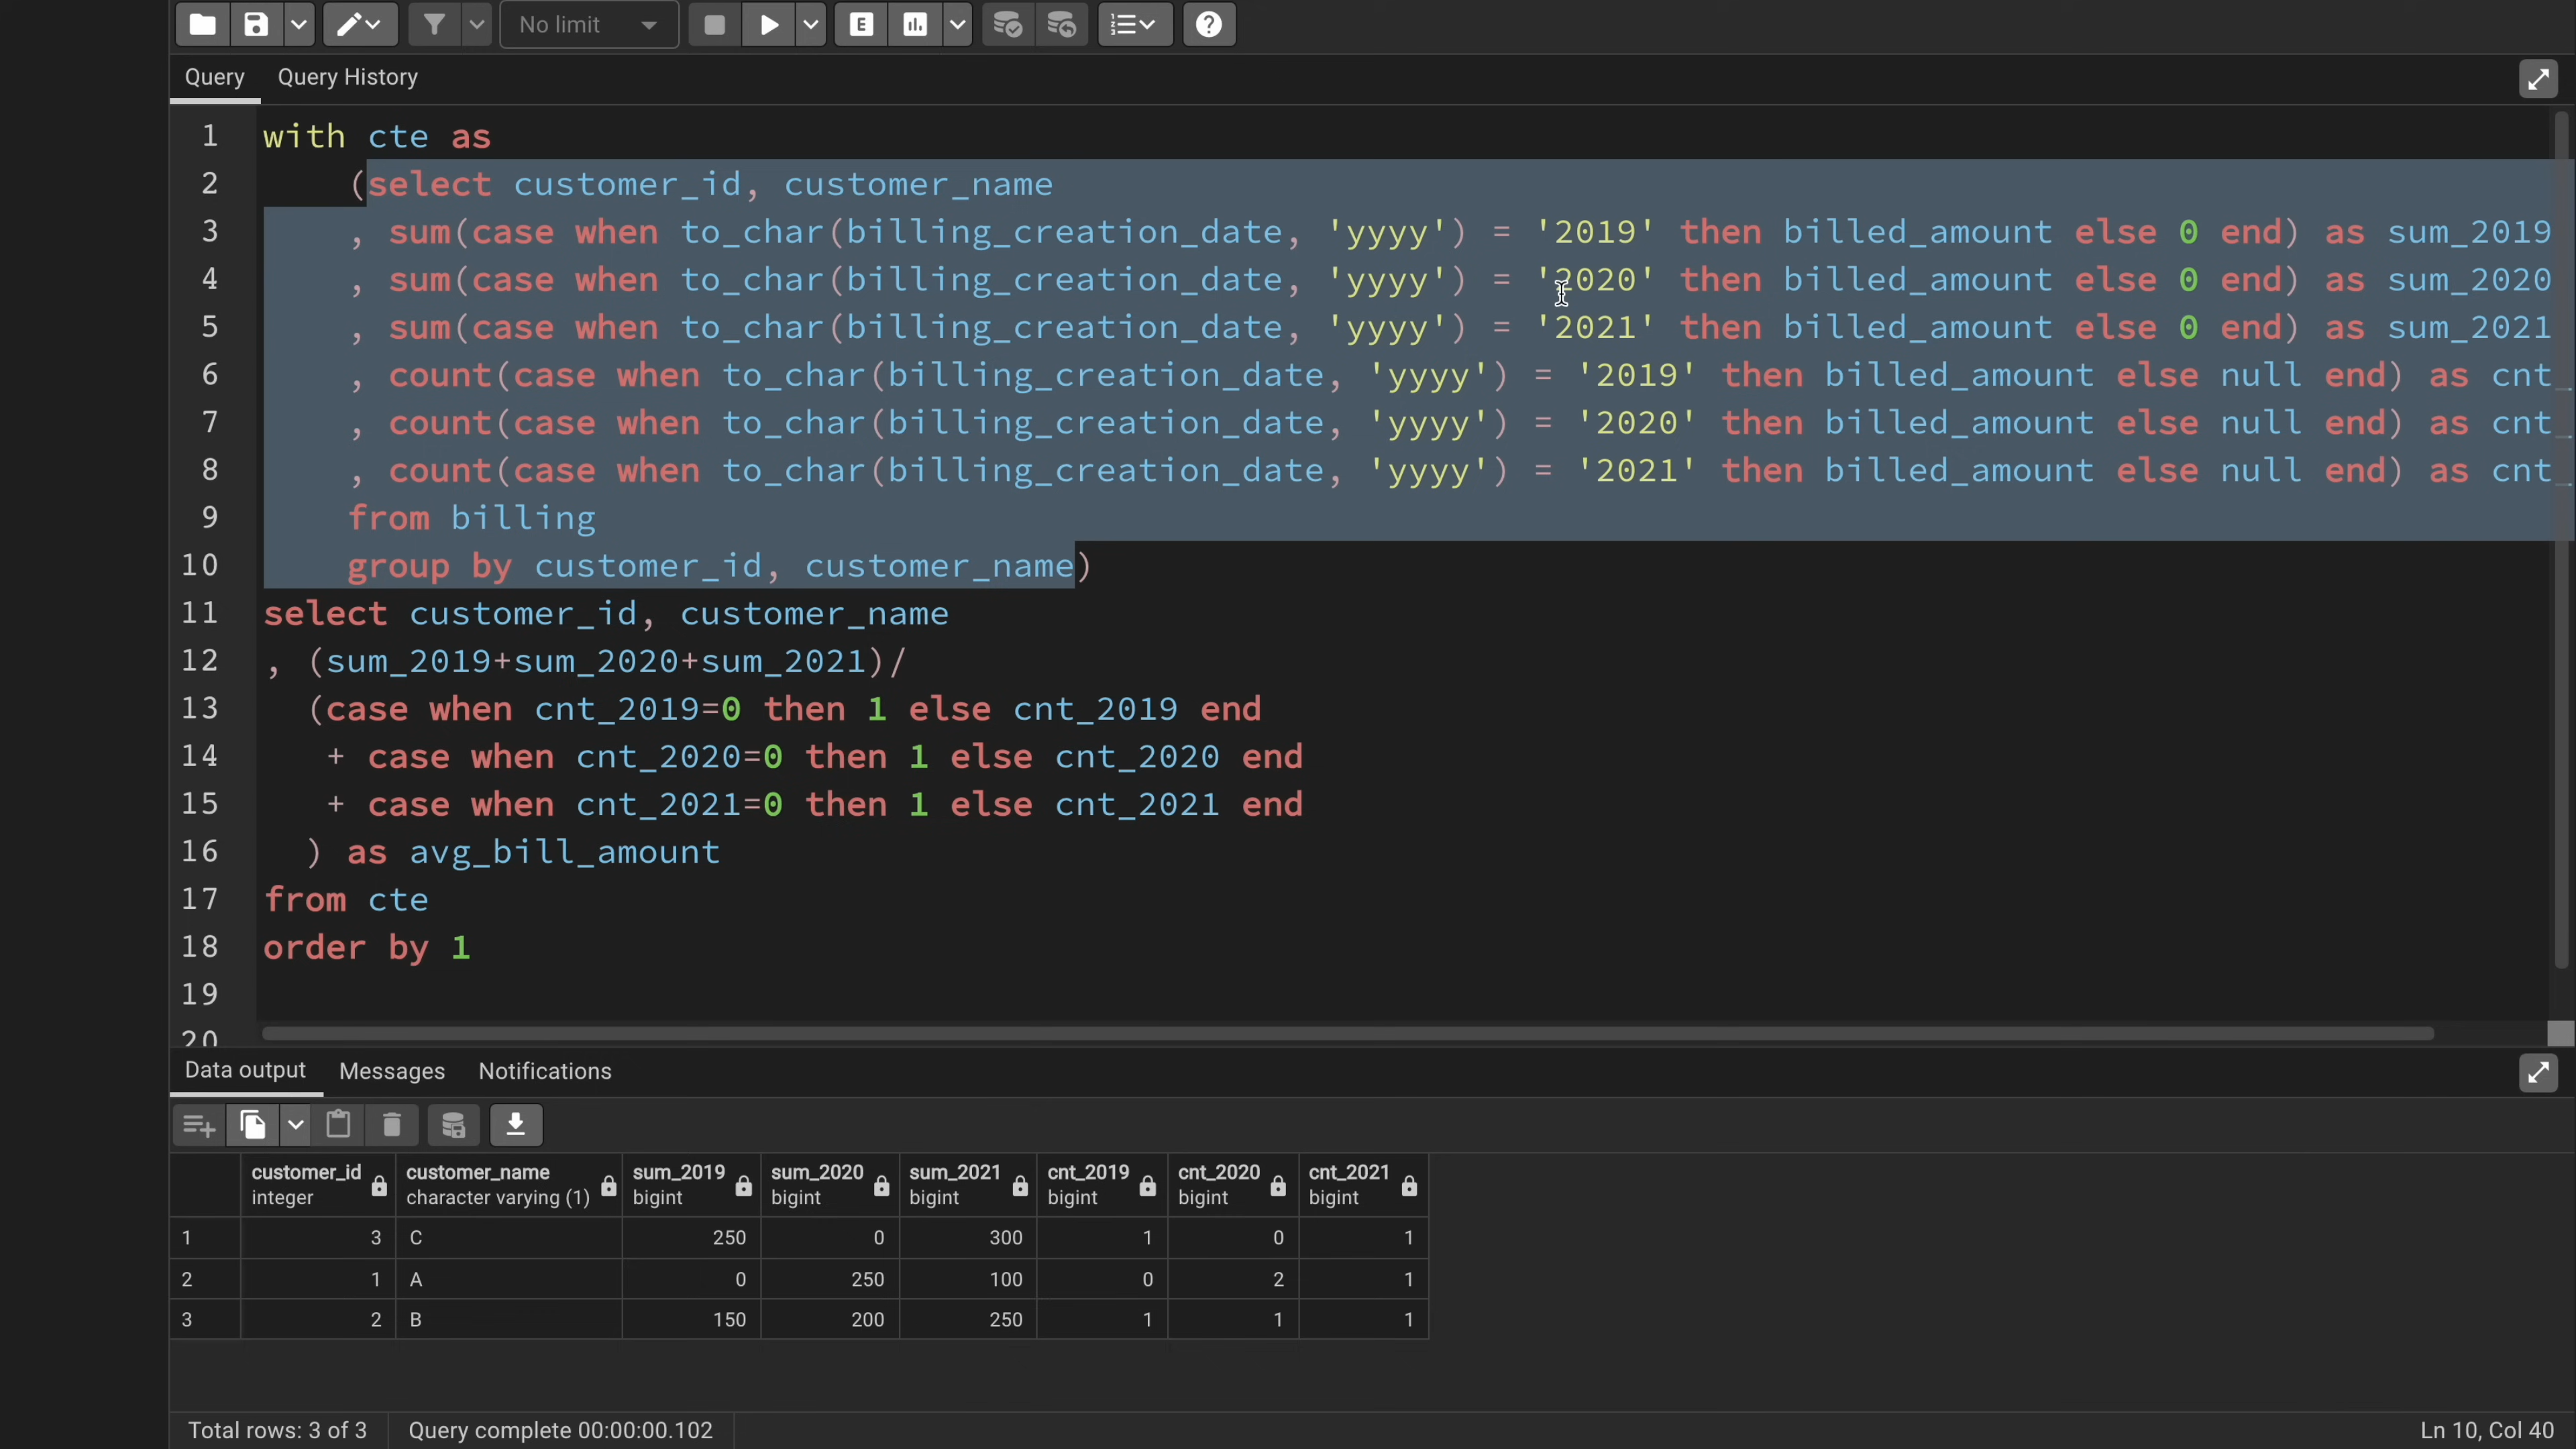 No limit
E
Query Query History
1 with cte as
2 (select customer_id, customer_name
3 , sum(case when to_char(billing_creation_date, 'yyyy') = '2019' then billed_amount else 0 end) as sum_2019
4 , sum(case when to_char(billing_creation_date, 'yyyy') = '2020' then billed_amount else 0 end) as sum_2020
5 , sum(case when to_char(billing_creation_date, 'yyyy') = '2021' then billed_amount else 0 end) as sum_2021
6 , count(case when to_char(billing_creation_date, 'yyyy') = '2019' then billed_amount else null end) as cnt_
7 , count(case when to_char(billing_creation_date, 'yyyy') = '2020' then billed_amount else null end) as cnt_
8 , count(case when to_char(billing_creation_date, 'yyyy') = '2021' then billed_amount else null end) as cnt_
9 from billing
10 group by customer_id, customer_name)
11 select customer_id, customer_name
12 , (sum_2019+sum_2020+sum_2021)/
13 (case when cnt_2019=0 then 1 else cnt_2019 end
14 + case when cnt_2020=0 then 1 else cnt_2020 end
15 + case when cnt_2021=0 then 1 else cnt_2021 end
16 ) as avg_bill_amount
17 from cte
18 order by 1
19
20
Data output Messages Notifications
customer_id customer_name sum_2019 sum_2020 sum_2021 cnt_2019 cnt_2020 cnt_2021
integer character varying (1) bigint bigint bigint bigint bigint bigint
1 3 C 250 0 300 1 0 1
2 1 A 0 250 100 0 2 1
3 2 B 150 200 250 1 1 1
Total rows: 3 of 3 Query complete 00:00:00.102 Ln 10, Col 40